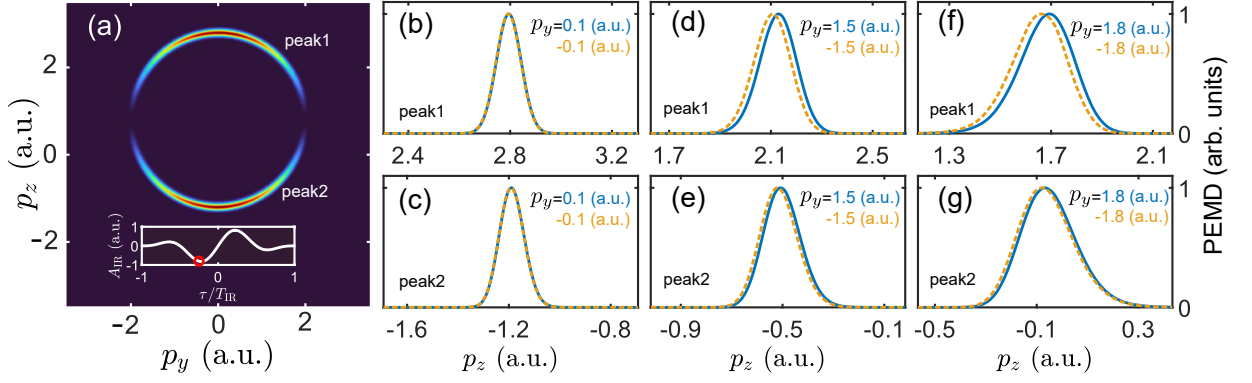 (a)
peak1
peak2
2
0
−2
p_z (a.u.)
−2
0
2
p_y (a.u.)
A_IR (a.u.)
1
0
-1
-1
0
1
τ/T_IR
(b)
p_y=0.1 (a.u.)
-0.1 (a.u.)
peak1
2.4
2.8
3.2
(d)
p_y=1.5 (a.u.)
-1.5 (a.u.)
peak1
1.7
2.1
2.5
(f)
p_y=1.8 (a.u.)
-1.8 (a.u.)
peak1
1.3
1.7
2.1
1
0
(c)
p_y=0.1 (a.u.)
-0.1 (a.u.)
peak2
-1.6
-1.2
-0.8
p_z (a.u.)
(e)
p_y=1.5 (a.u.)
-1.5 (a.u.)
peak2
-0.9
-0.5
-0.1
p_z (a.u.)
(g)
p_y=1.8 (a.u.)
-1.8 (a.u.)
peak2
-0.5
-0.1
0.3
p_z (a.u.)
1
0
PEMD (arb. units)